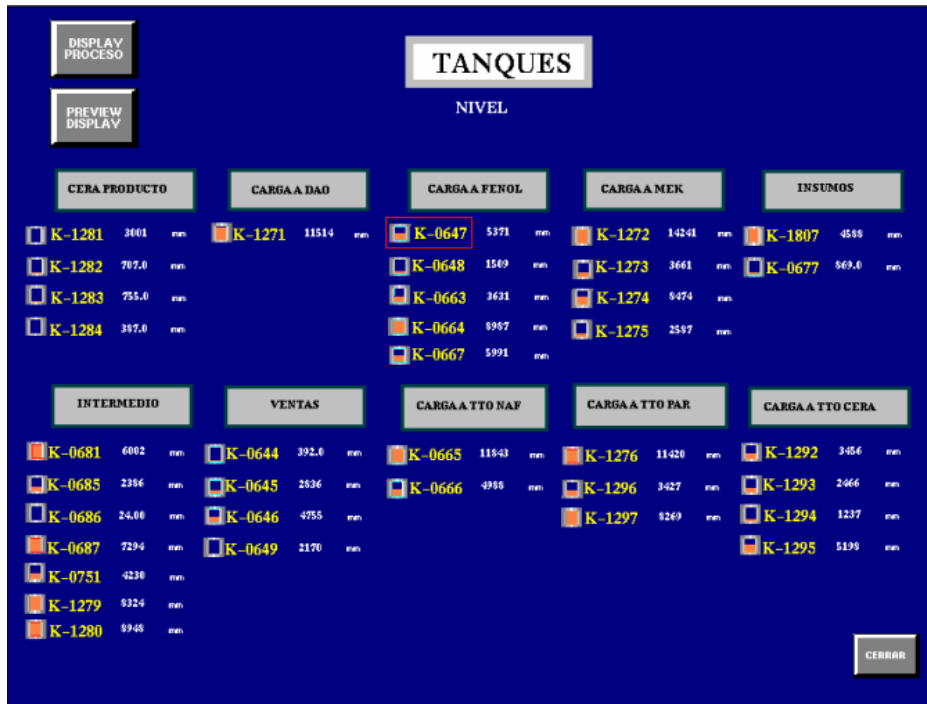 DISPLAY
PROCESO
TANQUES
NIVEL
PREVIEW
DISPLAY
CERA PRODUCTO
K-1281 3001 mm
K-1282 707.0 mm
K-1283 755.0 mm
K-1284 387.0 mm
CARGA A DAO
K-1271 11514 mm
CARGA A FENOL
K-0647 5371 mm
K-0648 1509 mm
K-0663 3631 mm
K-0664 8987 mm
K-0667 5991 mm
CARGA A MEK
K-1272 14241 mm
K-1273 3661 mm
K-1274 8474 mm
K-1275 2587 mm
INSUMOS
K-1807 4588 mm
K-0677 869.0 mm
INTERMEDIO
K-0681 6002 mm
K-0685 2386 mm
K-0686 24.00 mm
K-0687 7294 mm
K-0751 4230 mm
K-1279 8324 mm
K-1280 8948 mm
VENTAS
K-0644 392.0 mm
K-0645 2836 mm
K-0646 4755 mm
K-0649 2170 mm
CARGA A TTO NAF
K-0665 11843 mm
K-0666 4988 mm
CARGA A TTO PAR
K-1276 11420 mm
K-1296 3427 mm
K-1297 8269 mm
CARGA A TTO CERA
K-1292 3456 mm
K-1293 2466 mm
K-1294 1237 mm
K-1295 5198 mm
CERRAR